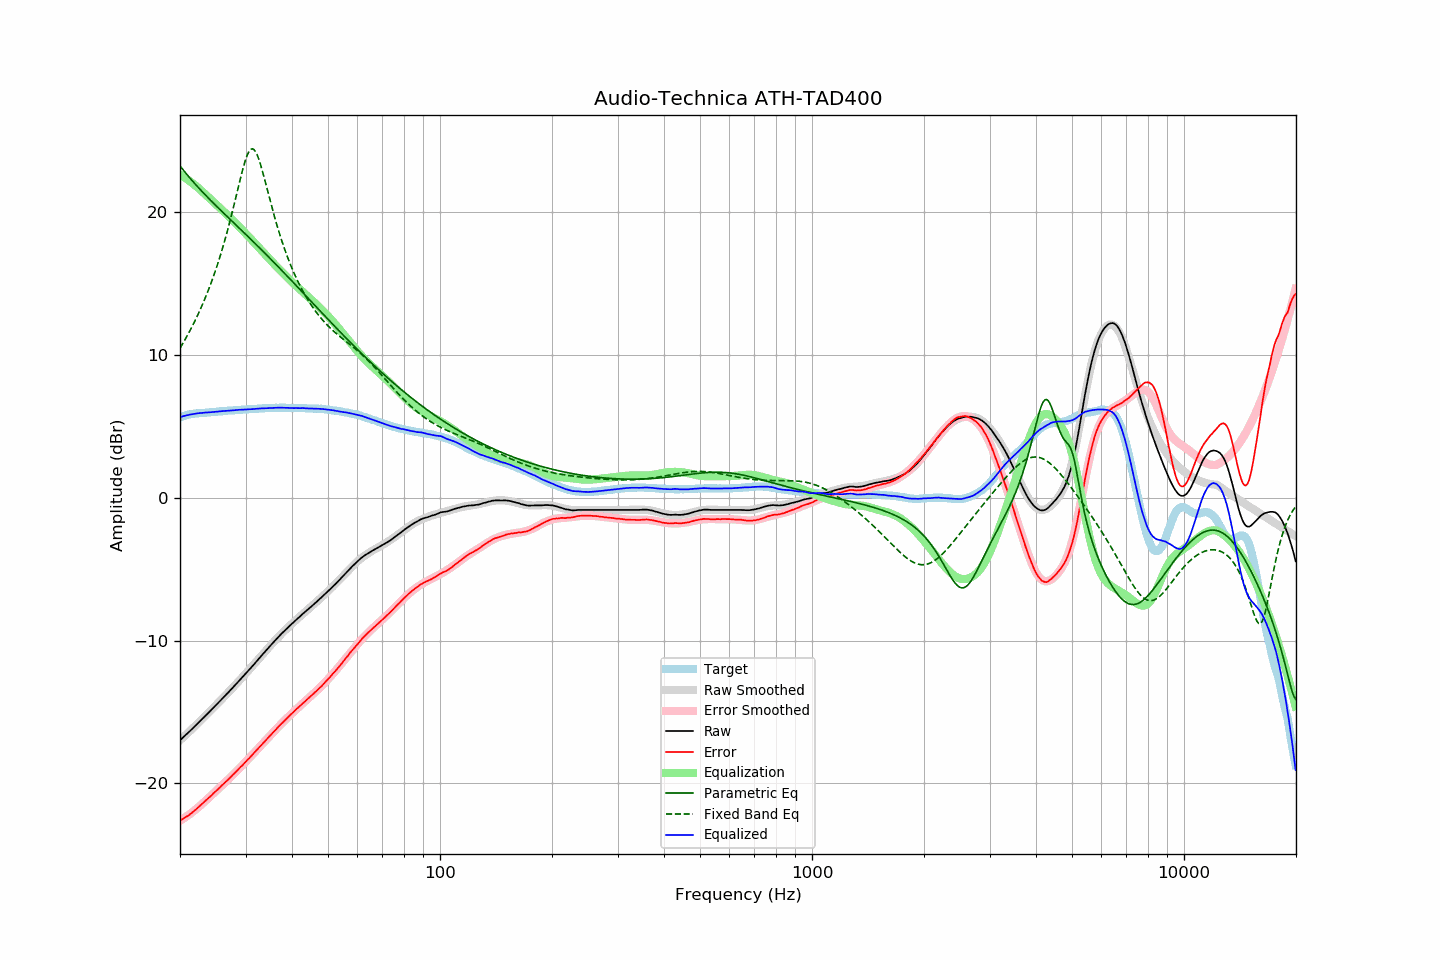 Audio-Technica ATH-TAD400
Amplitude (dBr)
20
10
0
−10
−20
Target
Raw Smoothed
Error Smoothed
Raw
Error
Equalization
Parametric Eq
Fixed Band Eq
Equalized
100
1000
10000
Frequency (Hz)